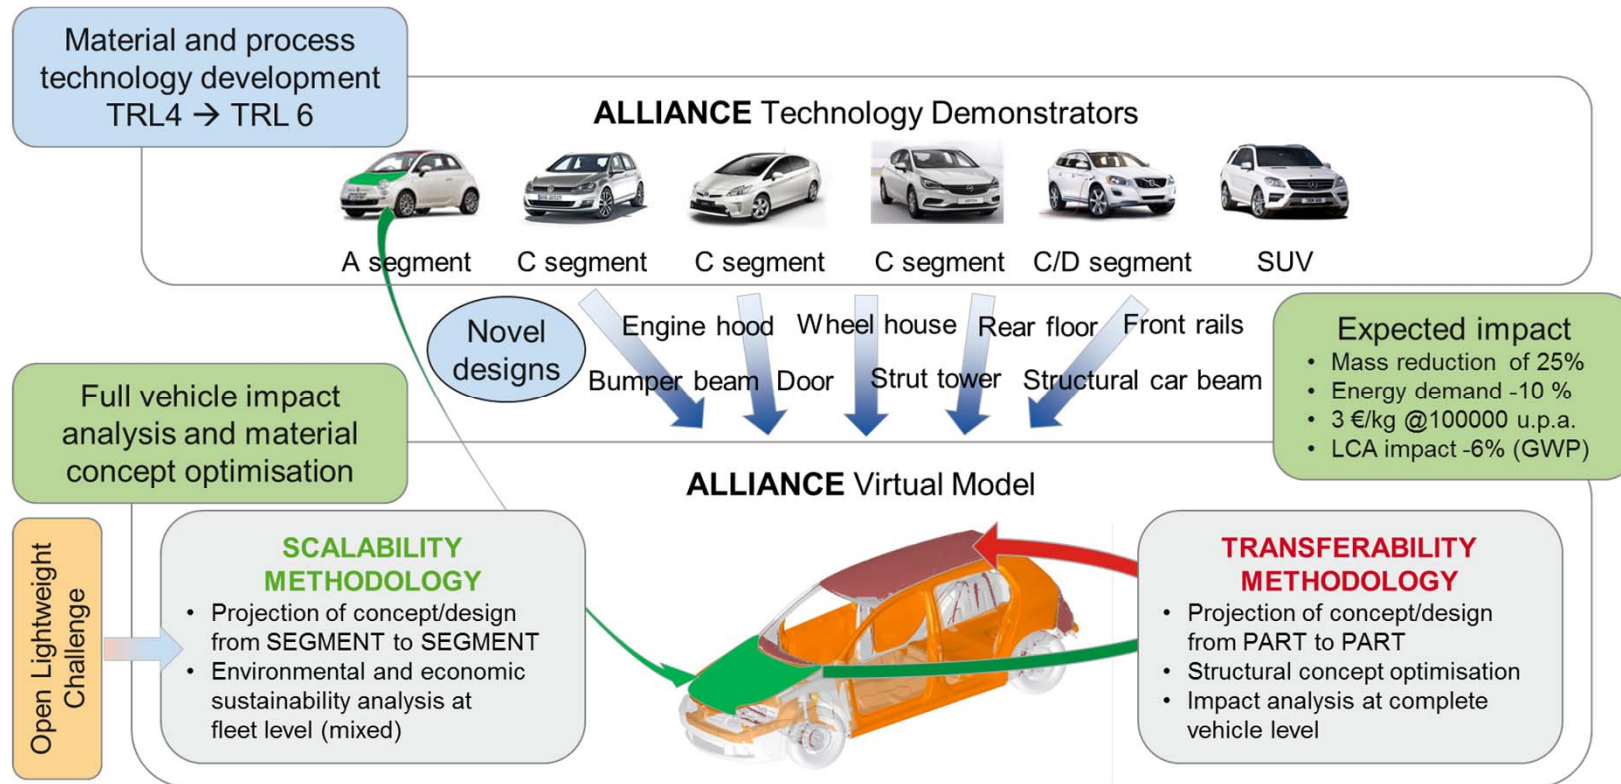 Material and process
technology development
TRL4 → TRL 6
ALLIANCE Technology Demonstrators
A segment
C segment
C segment
C segment
C/D segment
SUV
Novel
designs
Engine hood
Wheel house
Rear floor
Front rails
Bumper beam
Door
Strut tower
Structural car beam
Expected impact
• Mass reduction of 25%
• Energy demand -10 %
• 3 €/kg @100000 u.p.a.
• LCA impact -6% (GWP)
Full vehicle impact
analysis and material
concept optimisation
ALLIANCE Virtual Model
Open Lightweight
Challenge
SCALABILITY
METHODOLOGY
• Projection of concept/design
from SEGMENT to SEGMENT
• Environmental and economic
sustainability analysis at
fleet level (mixed)
TRANSFERABILITY
METHODOLOGY
• Projection of concept/design
from PART to PART
• Structural concept optimisation
• Impact analysis at complete
vehicle level